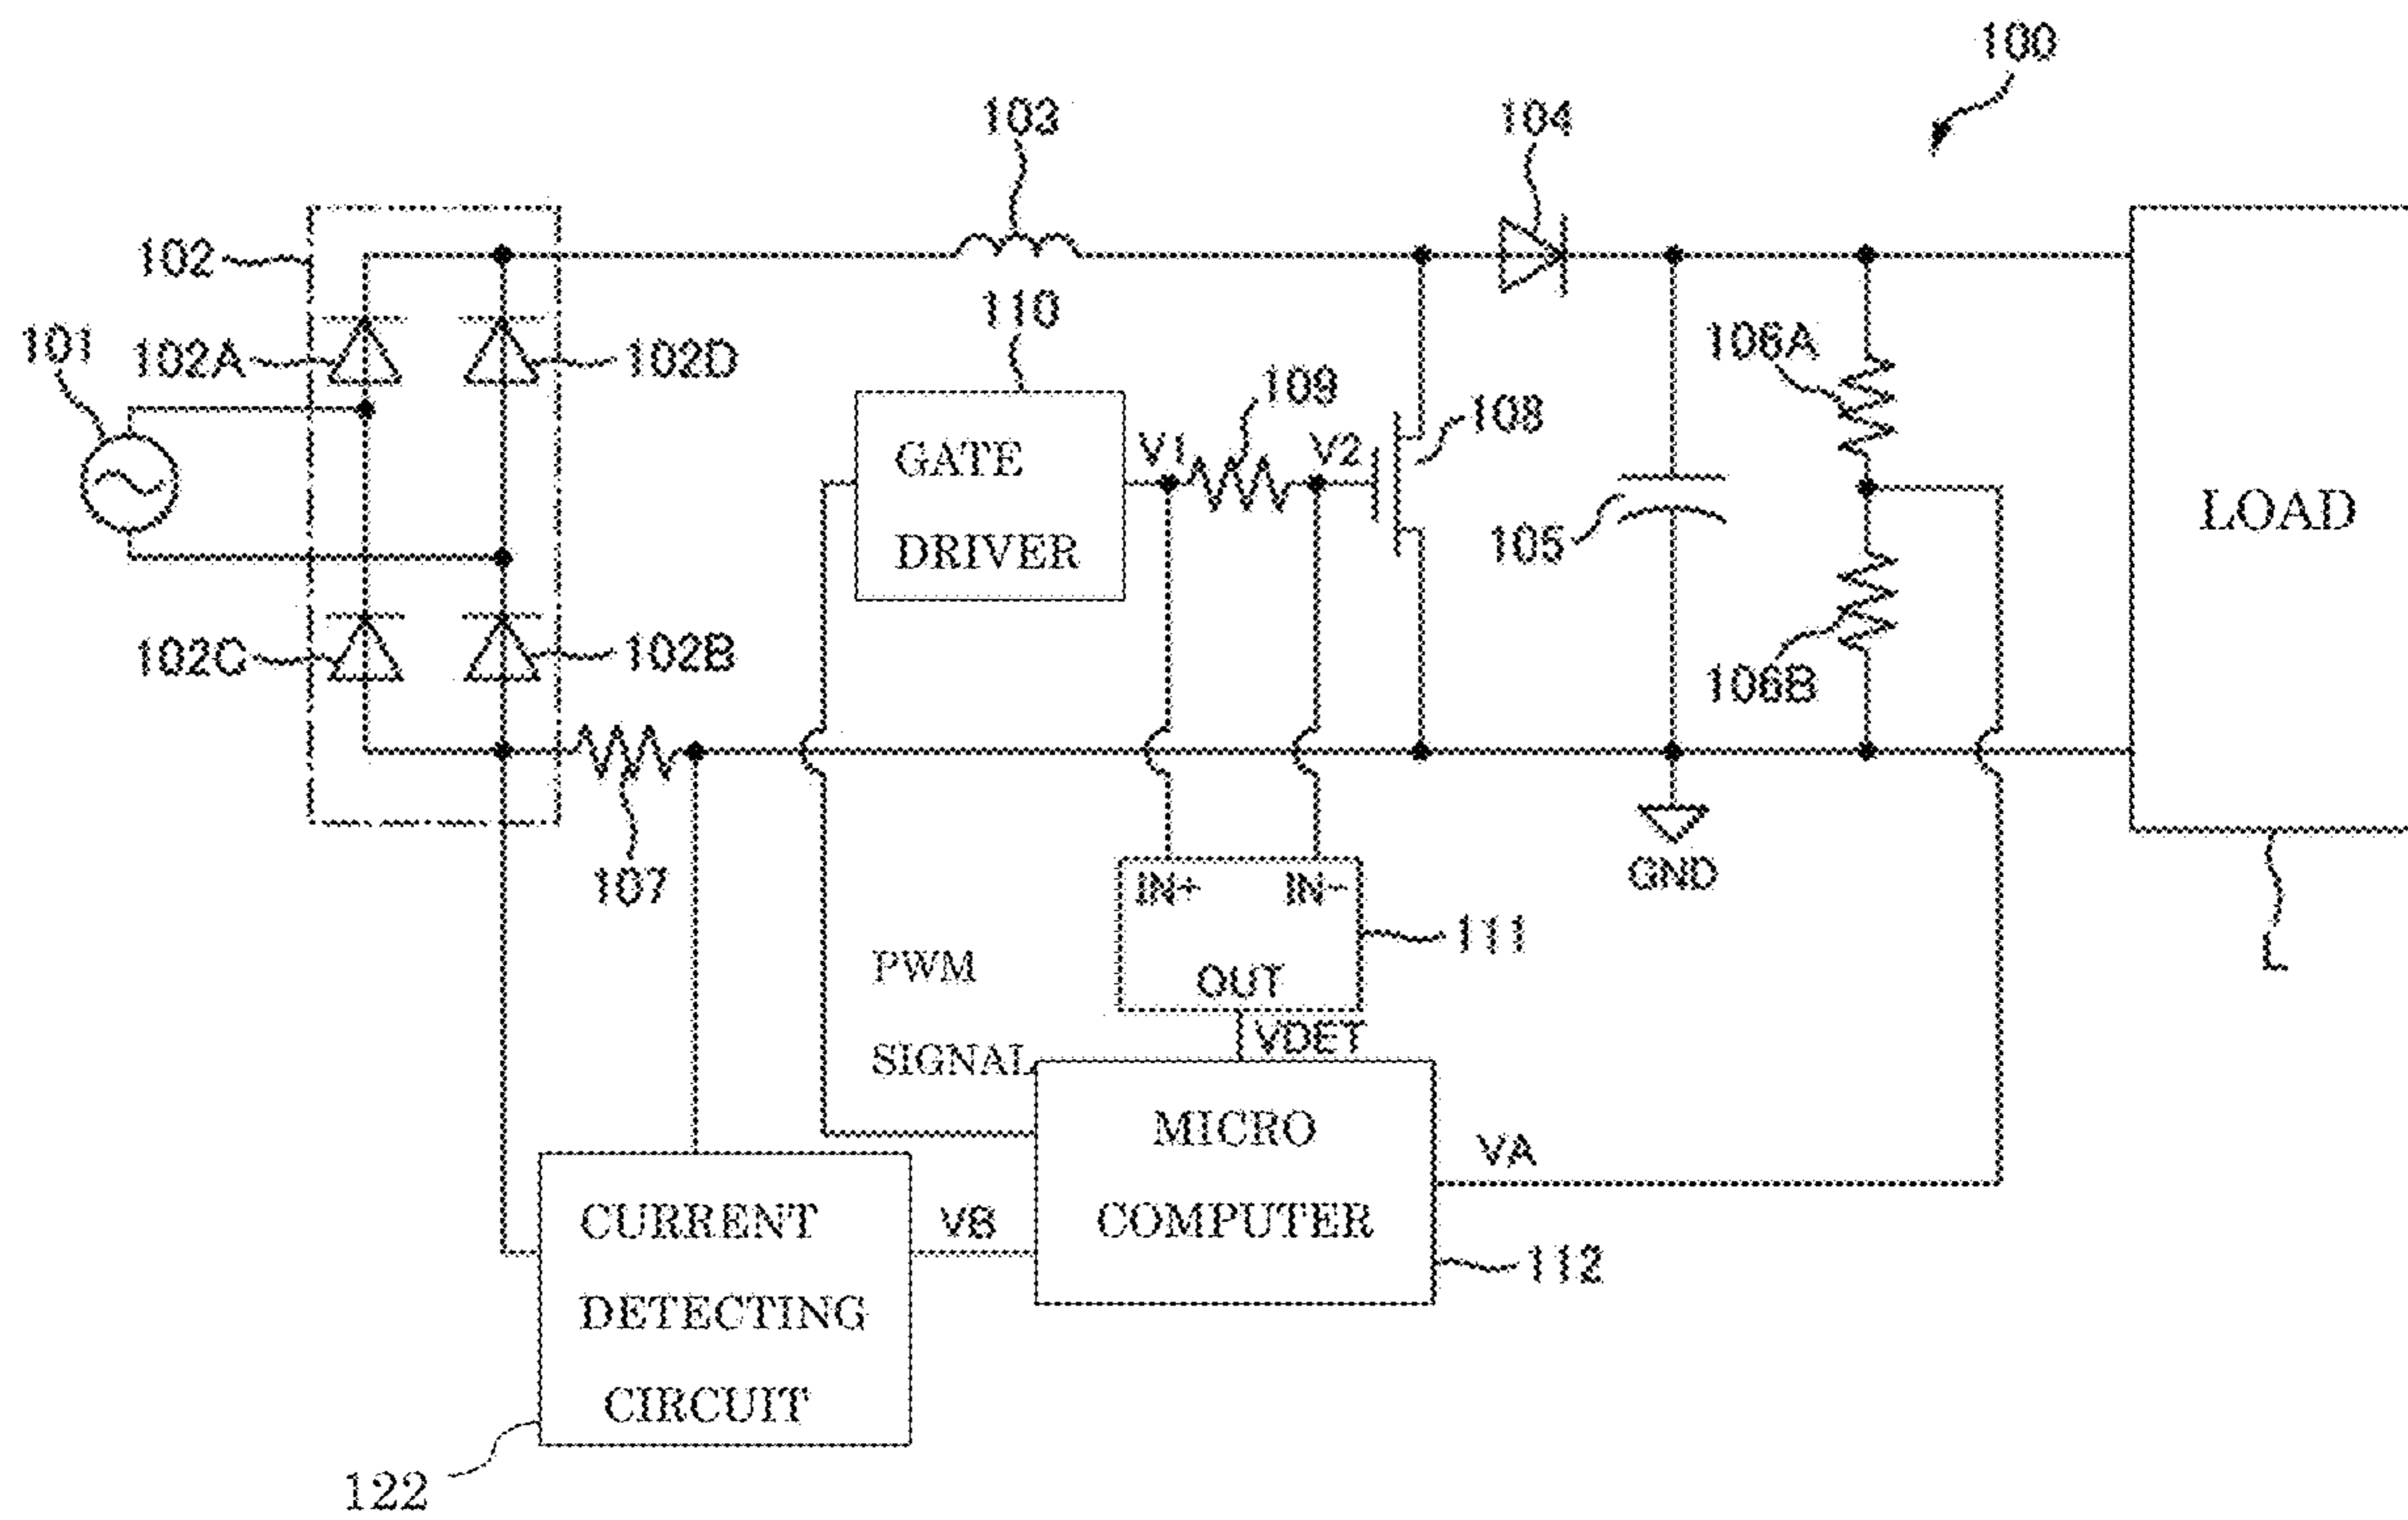 100
103
104
102
110
101
102A
102D
106A
109
108
GATE
DRIVER
V1
V2
105
LOAD
102C
102B
106B
107
GND
IN+
IN-
111
OUT
L
PWM
SIGNAL
VDET
MICRO
COMPUTER
VA
112
CURRENT
DETECTING
CIRCUIT
VB
122